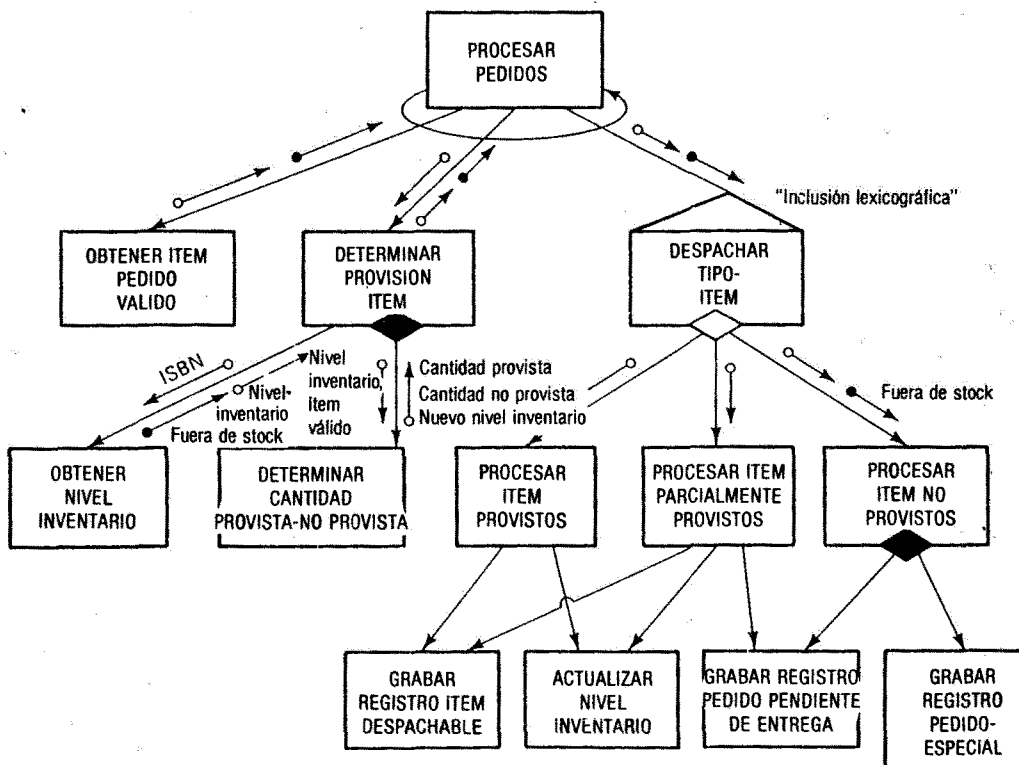 PROCESAR
PEDIDOS
"Inclusión lexicográfica"
OBTENER ITEM
PEDIDO
VALIDO
DETERMINAR
PROVISION
ITEM
DESPACHAR
TIPO-
ITEM
ISBN
Nivel-
inventario
Fuera de stock
Nivel
inventario,
Item
válido
Cantidad provista
Cantidad no provista
Nuevo nivel inventario
Fuera de stock
OBTENER
NIVEL
INVENTARIO
DETERMINAR
CANTIDAD
PROVISTA-NO PROVISTA
PROCESAR
ITEM
PROVISTOS
PROCESAR ITEM
PARCIALMENTE
PROVISTOS
PROCESAR
ITEM NO
PROVISTOS
GRABAR
REGISTRO ITEM
DESPACHABLE
ACTUALIZAR
NIVEL
INVENTARIO
GRABAR REGISTRO
PEDIDO PENDIENTE
DE ENTREGA
GRABAR
REGISTRO
PEDIDO-
ESPECIAL